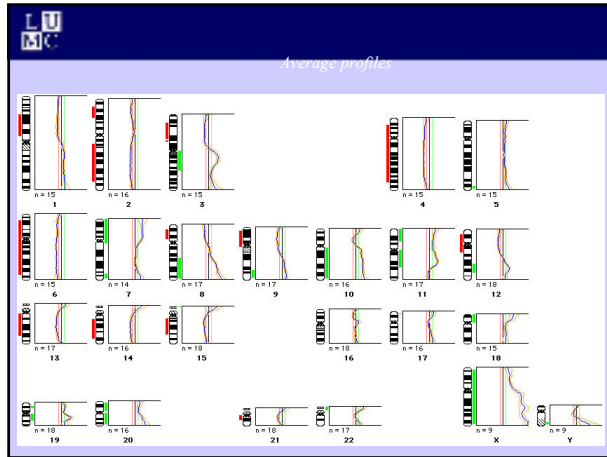 L U
M C
Average profiles
n = 15
1
n = 16
2
n = 15
3
n = 15
4
n = 15
5
n = 15
6
n = 14
7
n = 17
8
n = 17
9
n = 16
10
n = 17
11
n = 18
12
n = 17
13
n = 16
14
n = 18
15
n = 18
16
n = 17
17
n = 15
18
n = 18
19
n = 16
20
n = 18
21
n = 17
22
n = 9
X
n = 9
Y